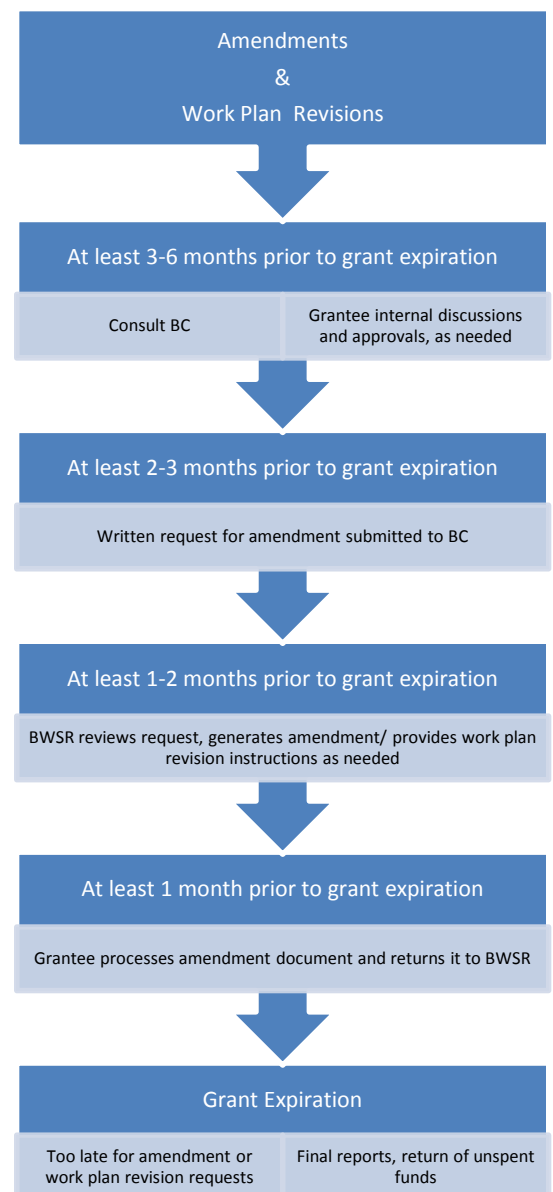 Amendments
&
Work Plan Revisions
At least 3-6 months prior to grant expiration
Consult BC
Grantee internal discussions
and approvals, as needed
At least 2-3 months prior to grant expiration
Written request for amendment submitted to BC
At least 1-2 months prior to grant expiration
BWSR reviews request, generates amendment/ provides work plan
revision instructions as needed
At least 1 month prior to grant expiration
Grantee processes amendment document and returns it to BWSR
Grant Expiration
Too late for amendment or
work plan revision requests
Final reports, return of unspent
funds